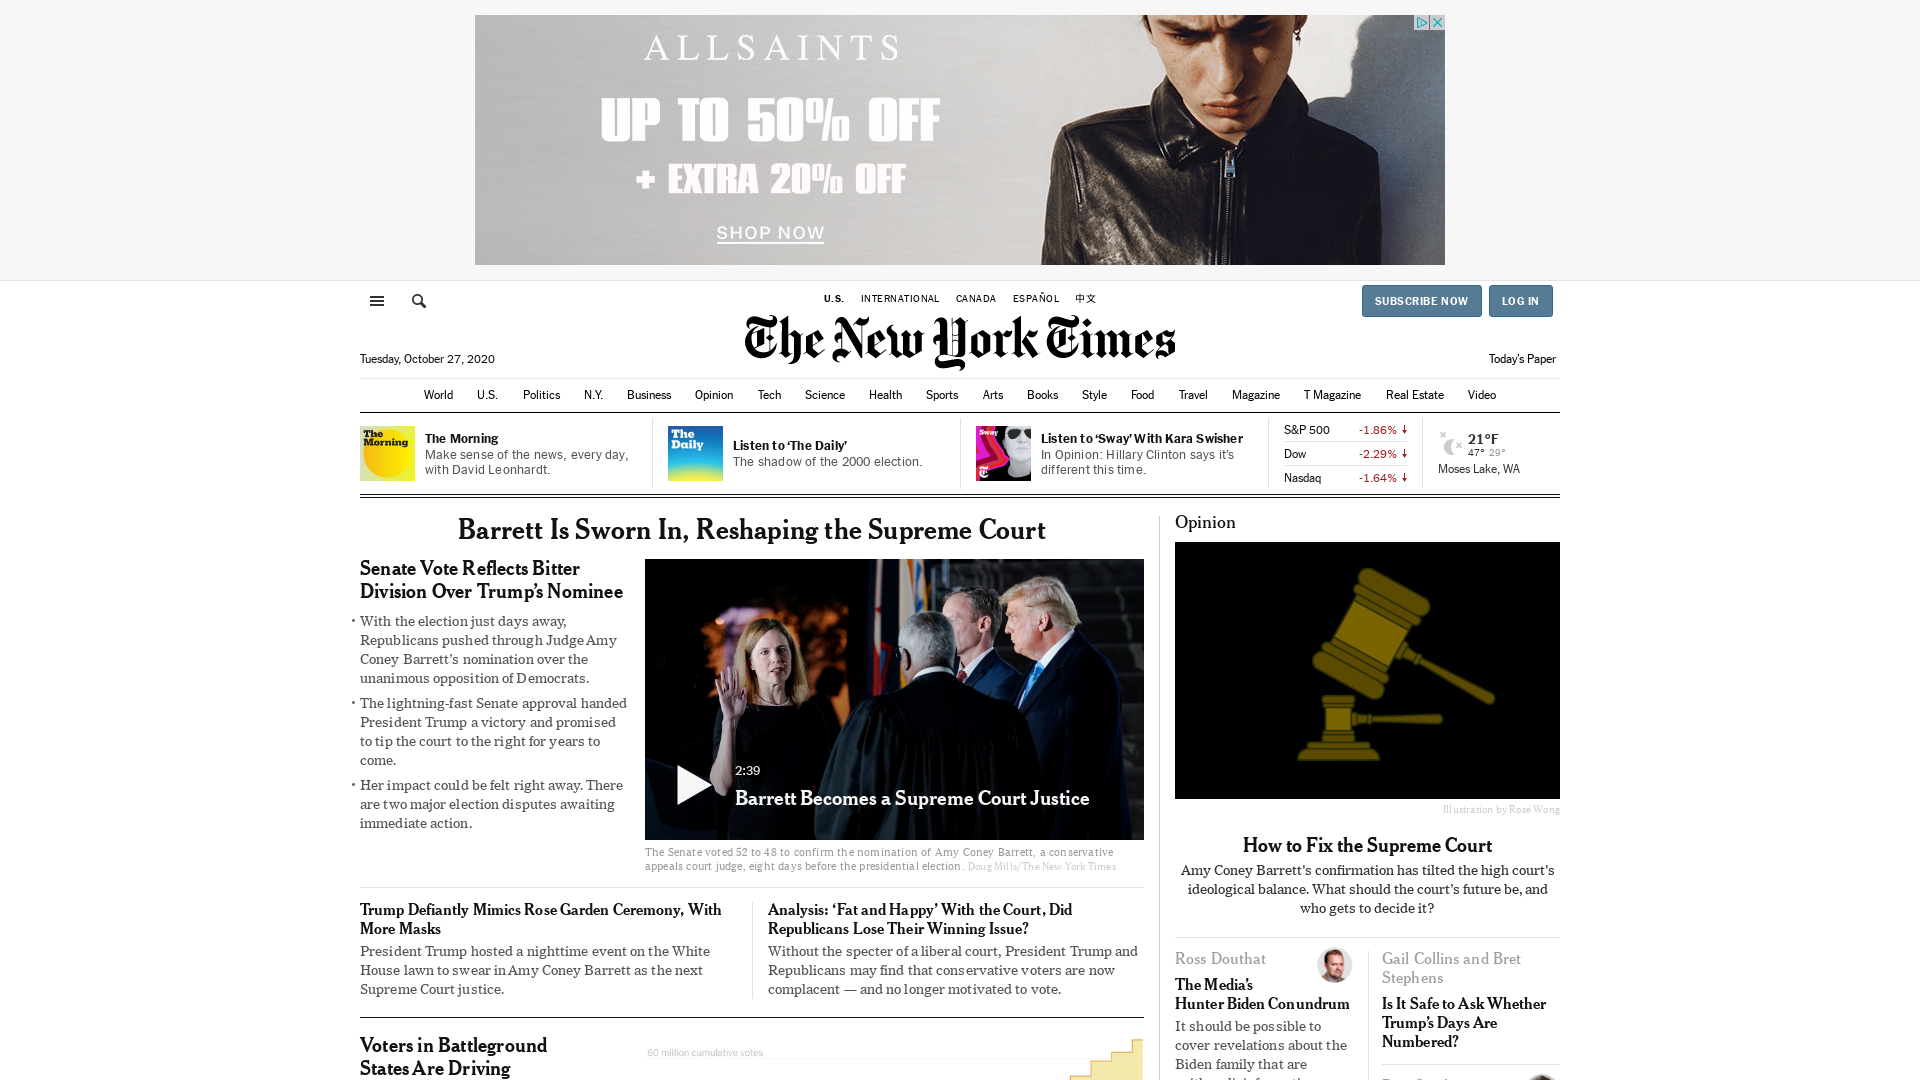 ALLSAINTS
UP TO 50% OFF
+ EXTRA 20% OFF
SHOP NOW
U.S. INTERNATIONAL CANADA ESPAÑOL 中文
SUBSCRIBE NOW LOG IN
The New York Times
Tuesday, October 27, 2020
Today's Paper
World U.S. Politics N.Y. Business Opinion Tech Science Health Sports Arts Books Style Food Travel Magazine T Magazine Real Estate Video
The Morning
The Morning
Make sense of the news, every day,
with David Leonhardt.
The Daily
Listen to ‘The Daily’
The shadow of the 2000 election.
Sway
Listen to ‘Sway’ With Kara Swisher
In Opinion: Hillary Clinton says it’s
different this time.
S&P 500 -1.86%
Dow -2.29%
Nasdaq -1.64%
21°F
47° 29°
Moses Lake, WA
Barrett Is Sworn In, Reshaping the Supreme Court
Senate Vote Reflects Bitter
Division Over Trump’s Nominee
• With the election just days away,
Republicans pushed through Judge Amy
Coney Barrett’s nomination over the
unanimous opposition of Democrats.
• The lightning-fast Senate approval handed
President Trump a victory and promised
to tip the court to the right for years to
come.
• Her impact could be felt right away. There
are two major election disputes awaiting
immediate action.
2:39
Barrett Becomes a Supreme Court Justice
The Senate voted 52 to 48 to confirm the nomination of Amy Coney Barrett, a conservative
appeals court judge, eight days before the presidential election. Doug Mills/The New York Times
Trump Defiantly Mimics Rose Garden Ceremony, With
More Masks
President Trump hosted a nighttime event on the White
House lawn to swear in Amy Coney Barrett as the next
Supreme Court justice.
Analysis: ‘Fat and Happy’ With the Court, Did
Republicans Lose Their Winning Issue?
Without the specter of a liberal court, President Trump and
Republicans may find that conservative voters are now
complacent — and no longer motivated to vote.
Voters in Battleground
States Are Driving
60 million cumulative votes
Opinion
Illustration by Rose Wong
How to Fix the Supreme Court
Amy Coney Barrett's confirmation has tilted the high court's
ideological balance. What should the court’s future be, and
who gets to decide it?
Ross Douthat
The Media’s
Hunter Biden Conundrum
It should be possible to
cover revelations about the
Biden family that are
Gail Collins and Bret
Stephens
Is It Safe to Ask Whether
Trump’s Days Are
Numbered?